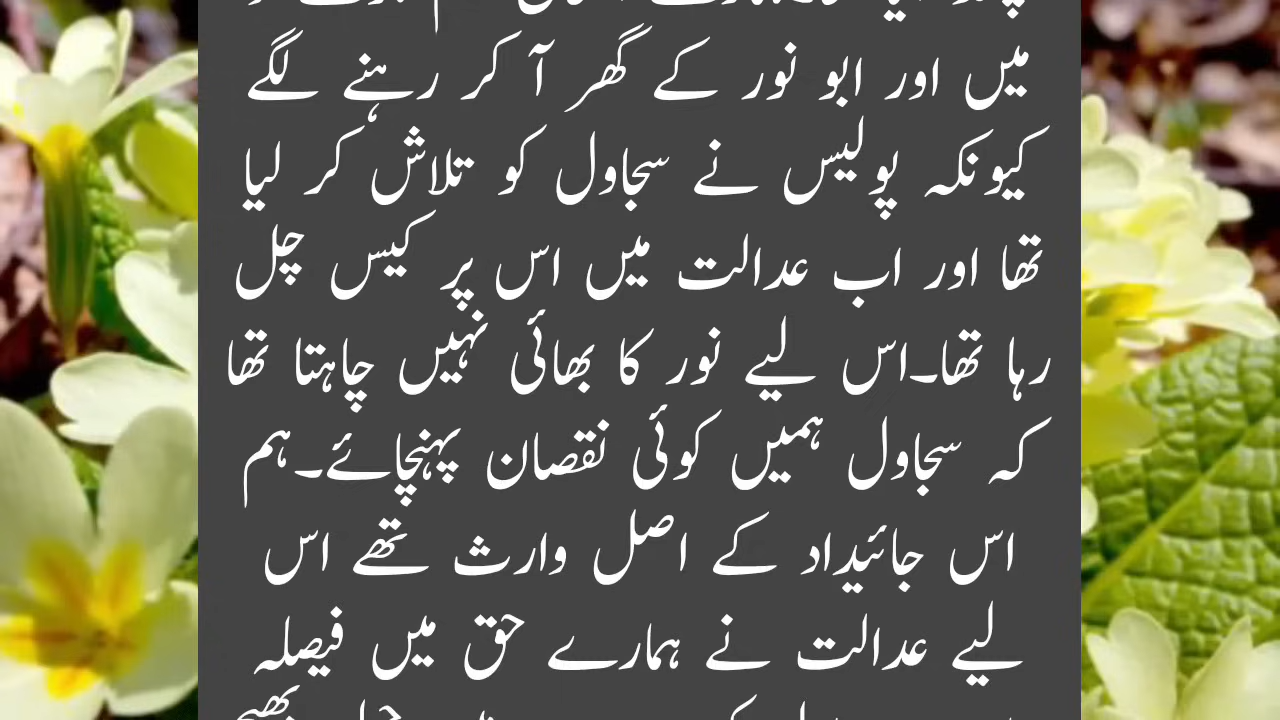 میں اور ابو نور کے گھر آ کر رہنے لگے
کیونکہ پولیس نے سجاول کو تلاش کر لیا
تھا اور اب عدالت میں اس پر کیس چل
رہا تھا۔اس لیے نور کا بھائی نہیں چاہتا تھا
کہ سجاول ہمیں کوئی نقصان پہنچائے۔ہم
اس جائیداد کے اصل وارث تھے اس
لیے عدالت نے ہمارے حق میں فیصلہ